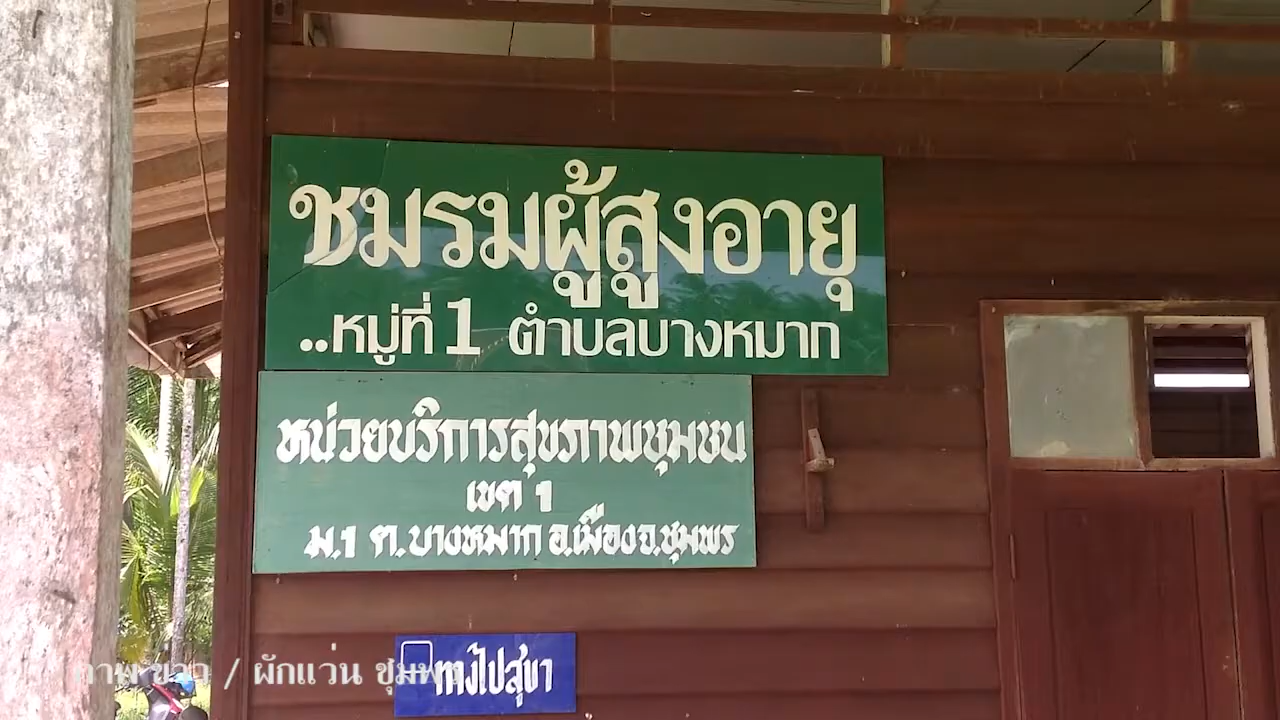 ชมรมผู้สูงอายุ
..หมู่ที่ 1 ตำบลบางหมาก
หน่วยบริการสุขภาพชุมชน
เขต 1
ม.1 ต.บางหมาก อ.เมือง จ.ชุมพร
ทางไปสุขา
ภาพ ข่าว / ผักแว่น ชุมพร